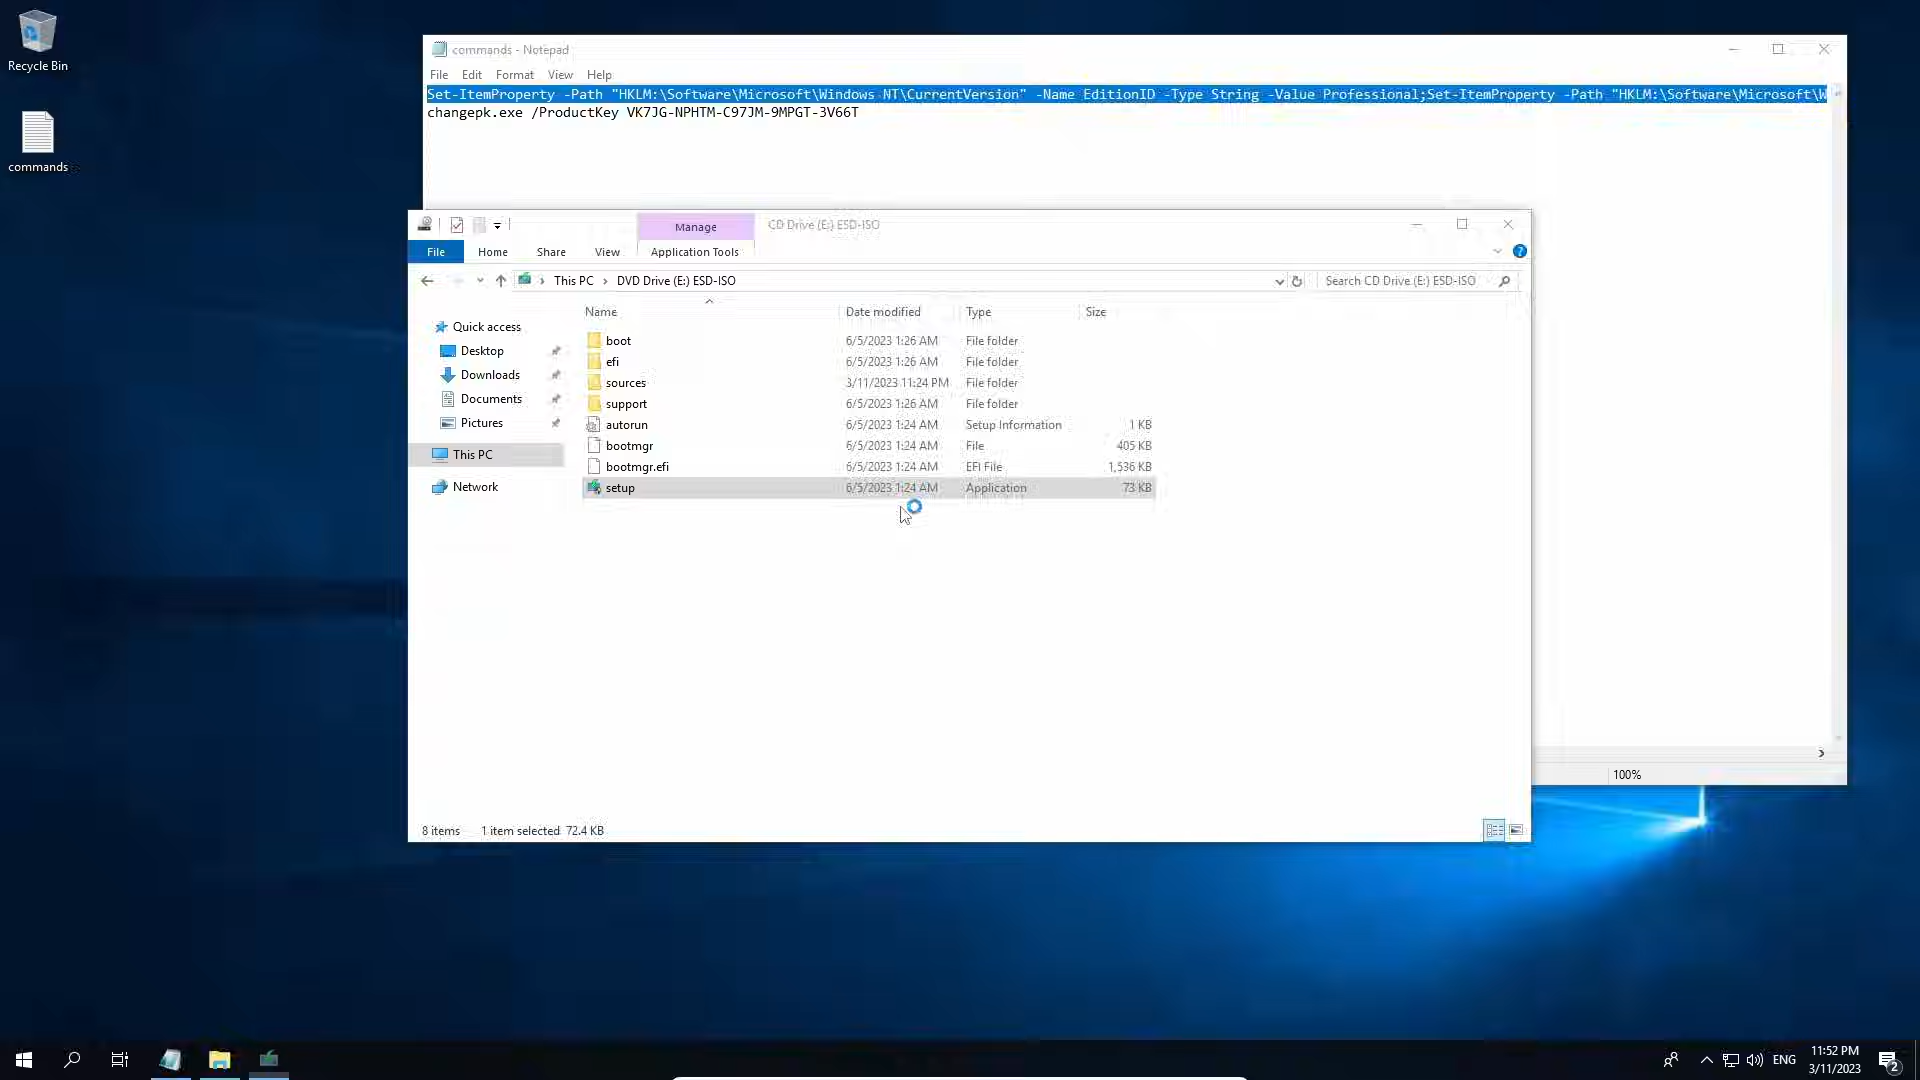 Recycle Bin
commands
commands - Notepad
File Edit Format View Help
Set-ItemProperty -Path "HKLM:\Software\Microsoft\Windows NT\CurrentVersion" -Name EditionID -Type String -Value Professional;Set-ItemProperty -Path "HKLM:\Software\Microsoft\W
changepk.exe /ProductKey VK7JG-NPHTM-C97JM-9MPGT-3V66T
Manage CD Drive (E:) ESD-ISO
File Home Share View Application Tools
This PC DVD Drive (E:) ESD-ISO Search CD Drive (E:) ESD-ISO
Name Date modified Type Size
Quick access
Desktop
Downloads
Documents
Pictures
This PC
Network
boot 6/5/2023 1:26 AM File folder
efi 6/5/2023 1:26 AM File folder
sources 3/11/2023 11:24 PM File folder
support 6/5/2023 1:26 AM File folder
autorun 6/5/2023 1:24 AM Setup Information 1 KB
bootmgr 6/5/2023 1:24 AM File 405 KB
bootmgr.efi 6/5/2023 1:24 AM EFI File 1,536 KB
setup 6/5/2023 1:24 AM Application 73 KB
8 items 1 item selected 72.4 KB
100%
ENG
11:52 PM
3/11/2023
2